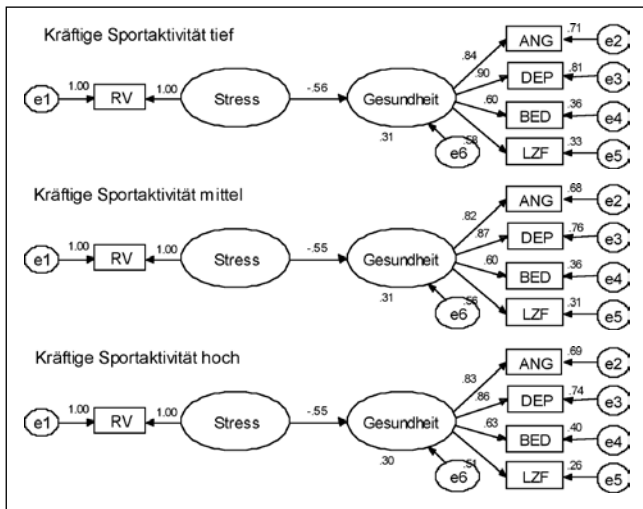 Kräftige Sportaktivität tief
.71
ANG e2
.84
.81
.90 DEP e3
1.00 1.00 -.56
e1 RV Stress Gesundheit
.60 .36
BED e4
.31 .58 .33
e6 LZF e5
Kräftige Sportaktivität mittel
.68
ANG e2
.82
.76
.87 DEP e3
1.00 1.00 -.55
e1 RV Stress Gesundheit
.60 .36
BED e4
.31 .56 .31
e6 LZF e5
Kräftige Sportaktivität hoch
.69
ANG e2
.83
.74
.86 DEP e3
1.00 1.00 -.55
e1 RV Stress Gesundheit
.63 .40
BED e4
.30 .51 .26
e6 LZF e5